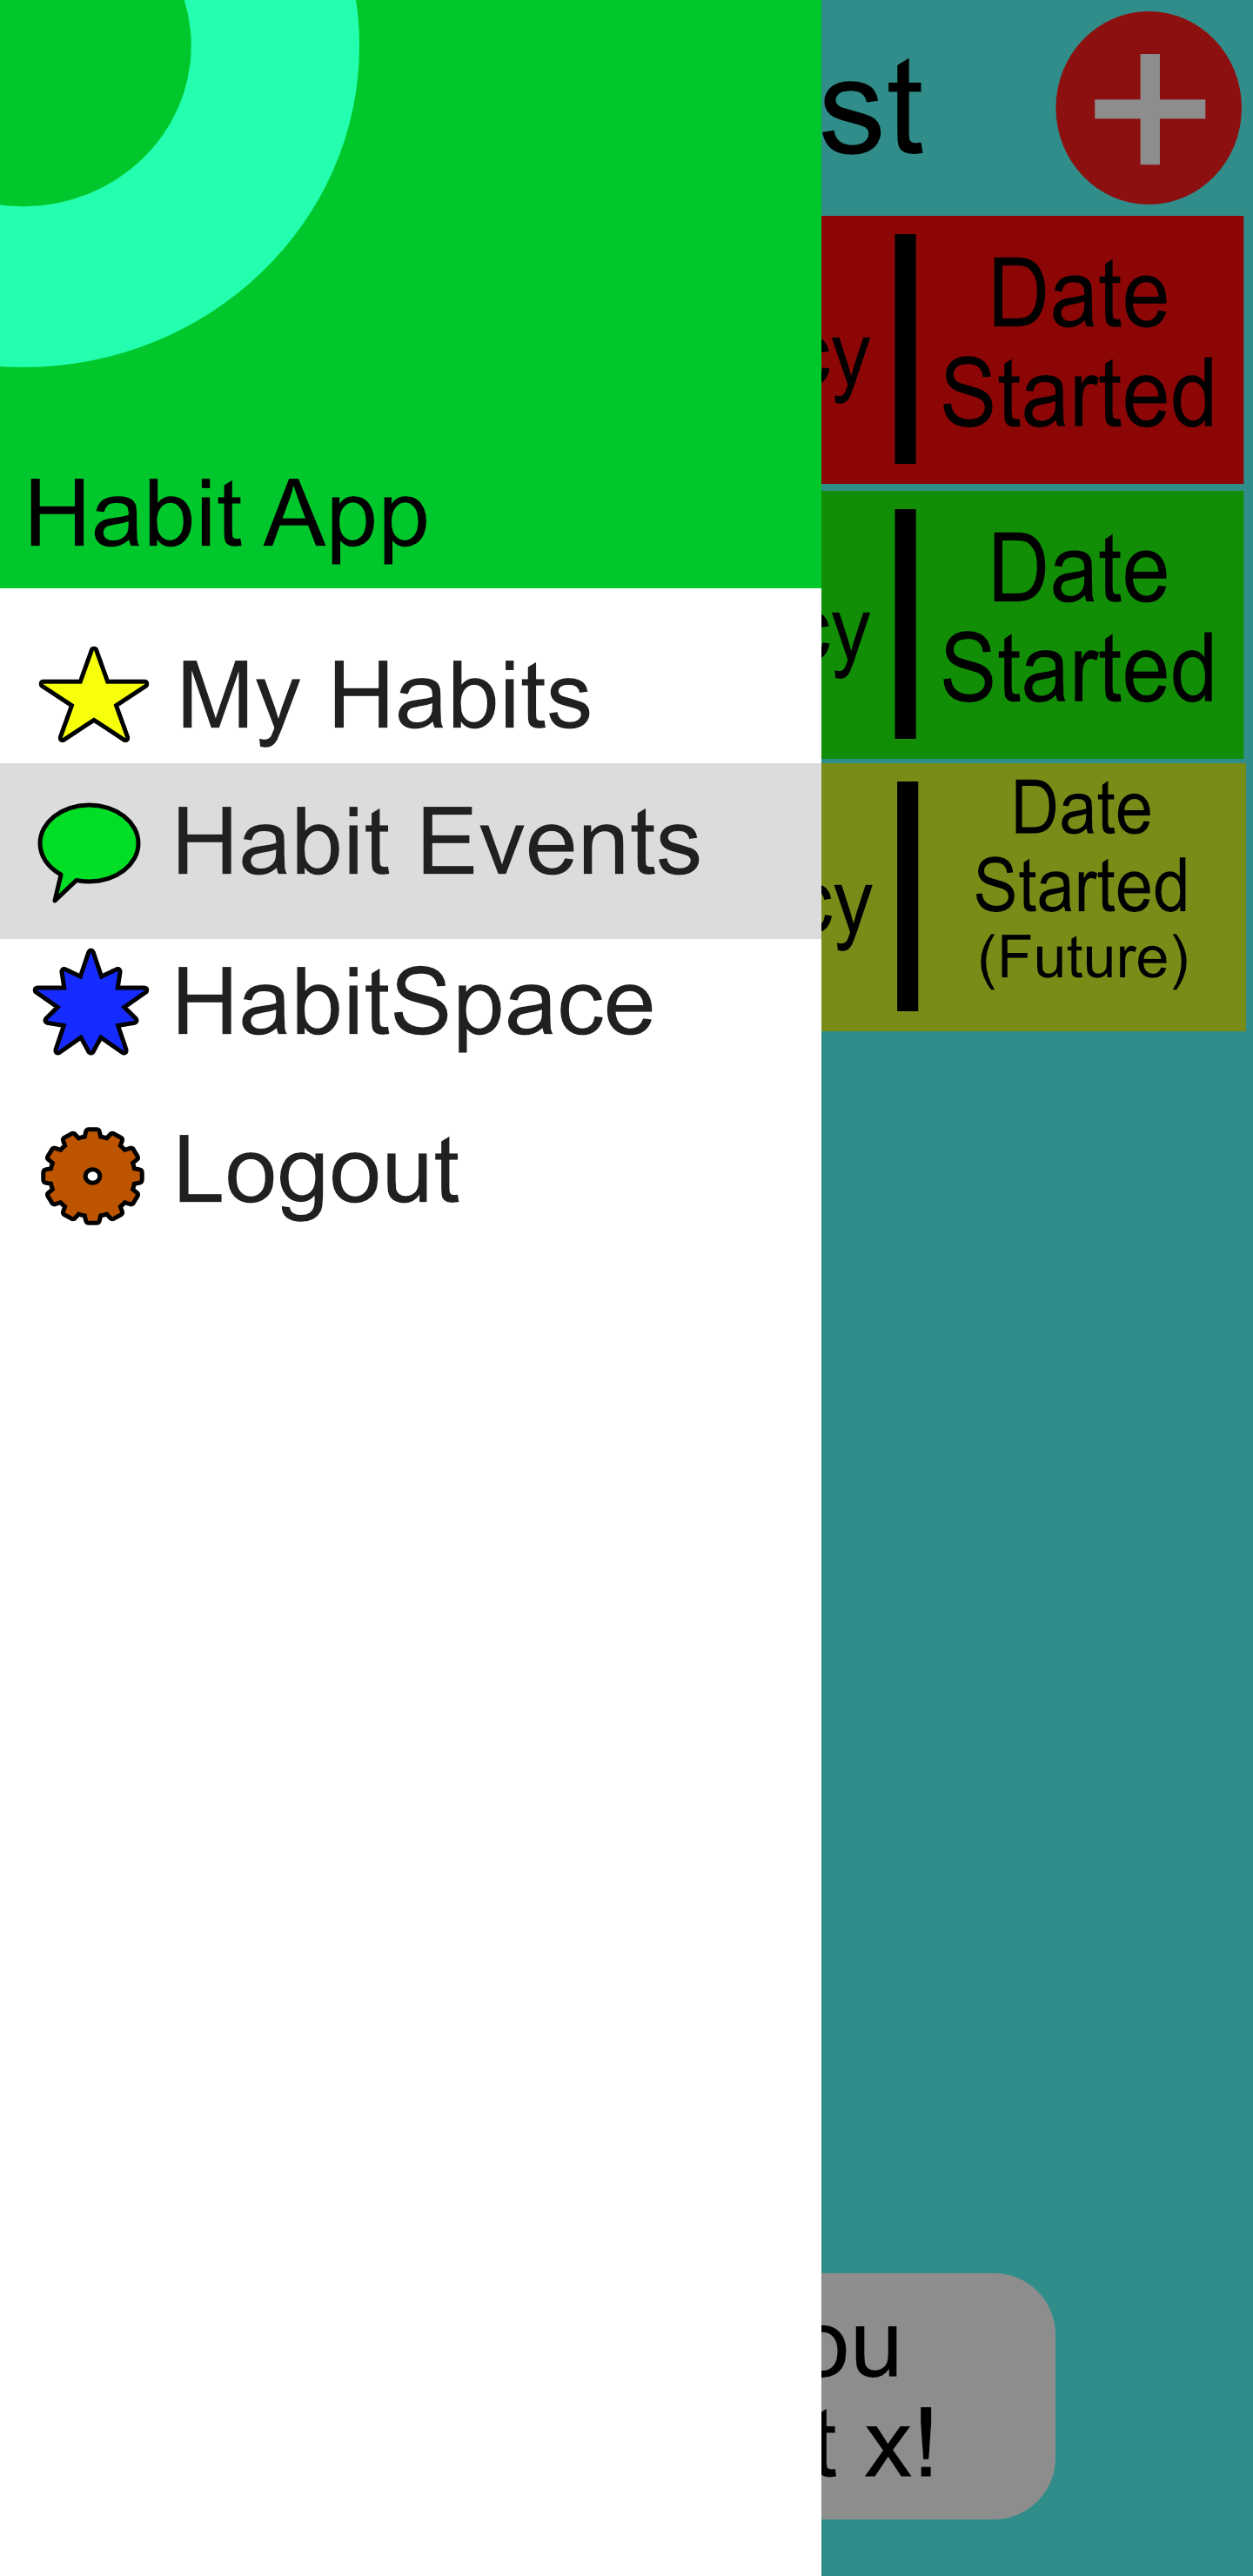 st
Date
Started
cy
Habit App
Date
Started
cy
My Habits
Habit Events
Date
Started
(Future)
cy
HabitSpace
Logout
ou
t x!